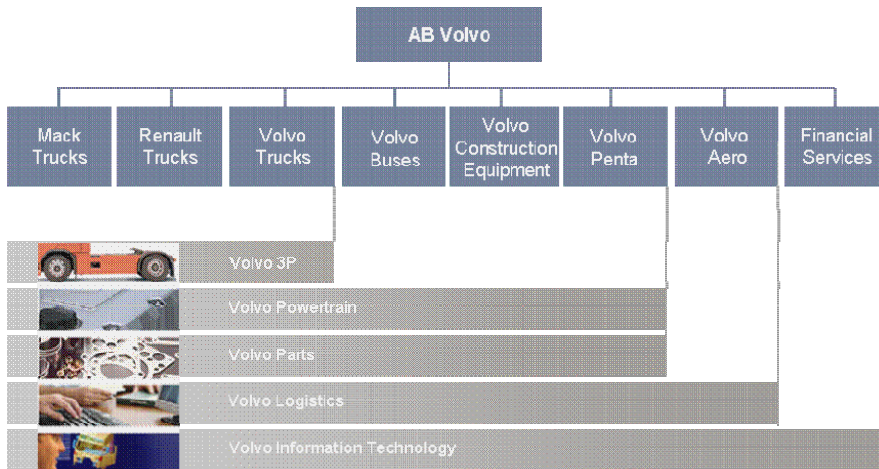 AB Volvo
Mack
Trucks
Renault
Trucks
Volvo
Trucks
Volvo
Buses
Volvo
Construction
Equipment
Volvo
Penta
Volvo
Aero
Financial
Services
Volvo 3P
Volvo Powertrain
Volvo Parts
Volvo Logistics
Volvo Information Technology